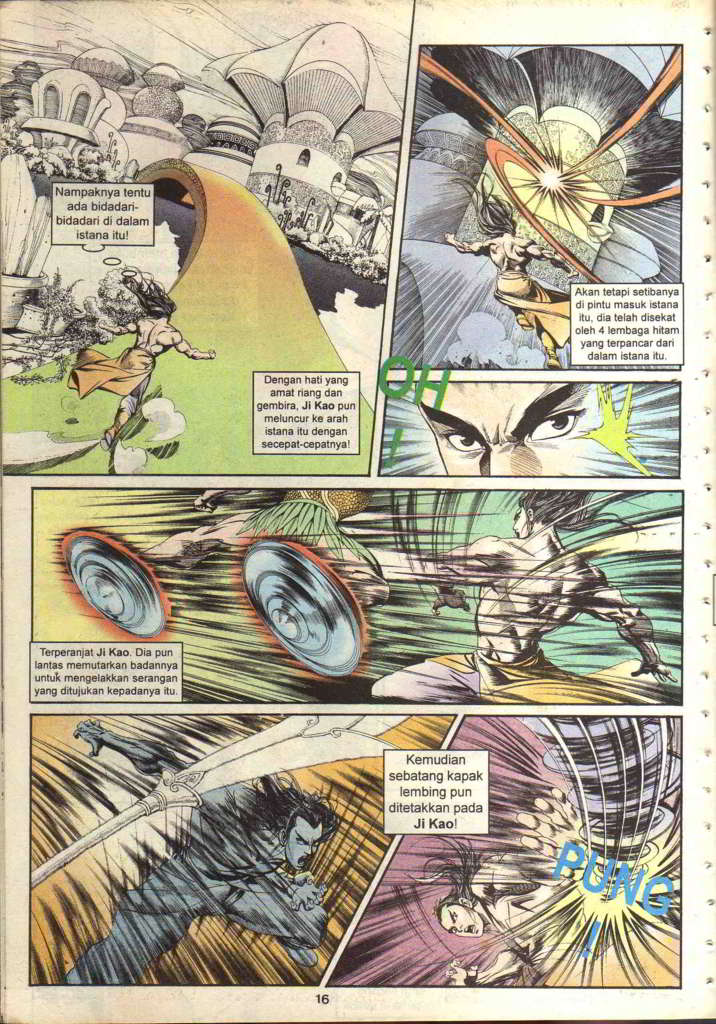 Nampaknya tentu
ada bidadari-
bidadari di dalam
istana itu!
Dengan hati yang
amat riang dan
gembira, Ji Kao pun
meluncur ke arah
istana itu dengan
secepat-cepatnya!
Akan tetapi setibanya
di pintu masuk istana
itu, dia telah disekat
oleh 4 lembaga hitam
yang terpancar dari
dalam istana itu.
OH
!
Terperanjat Ji Kao. Dia pun
lantas memutarkan badannya
untuk mengelakkan serangan
yang ditujukan kepadanya itu.
Kemudian
sebatang kapak
lembing pun
ditetakkan pada
Ji Kao!
PUNG
!
16